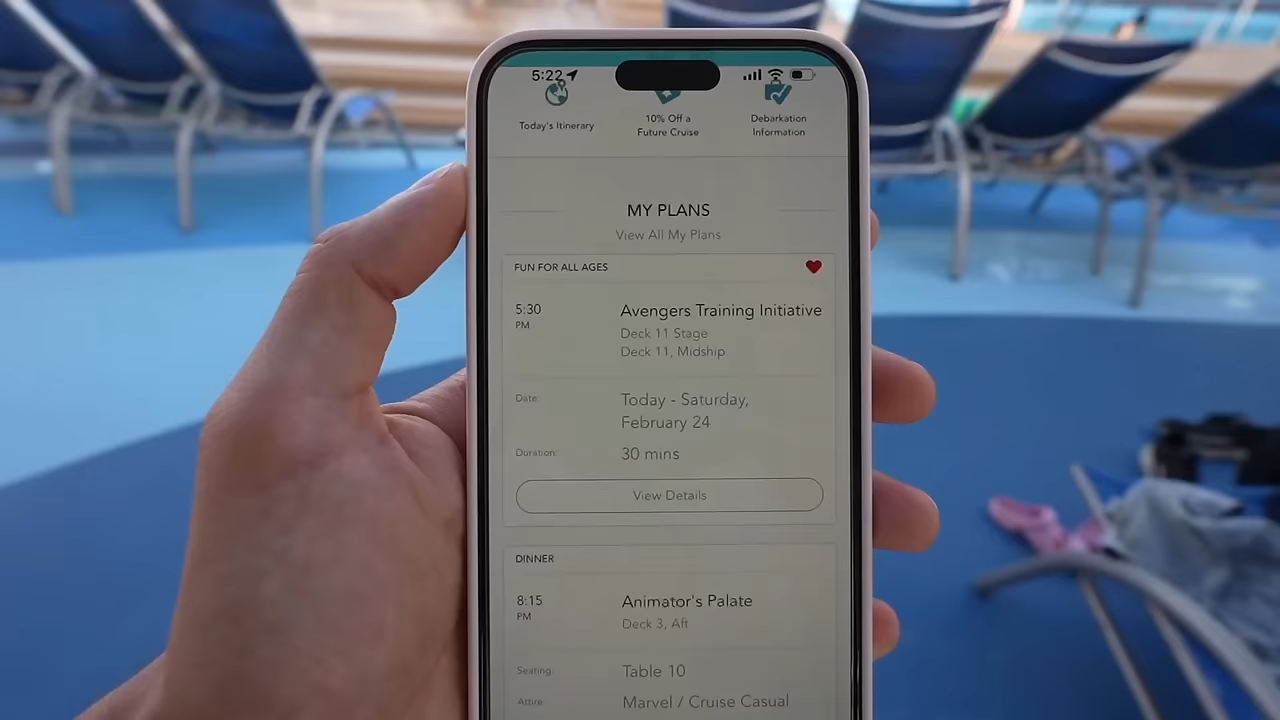 5:22
Today's Itinerary
10% Off a
Future Cruise
Debarkation
Information
MY PLANS
View All My Plans
FUN FOR ALL AGES
5:30
PM
Avengers Training Initiative
Deck 11 Stage
Deck 11, Midship
Date:
Today - Saturday,
February 24
Duration:
30 mins
View Details
DINNER
8:15
PM
Animator's Palate
Deck 3, Aft
Seating:
Table 10
Attire
Marvel / Cruise Casual